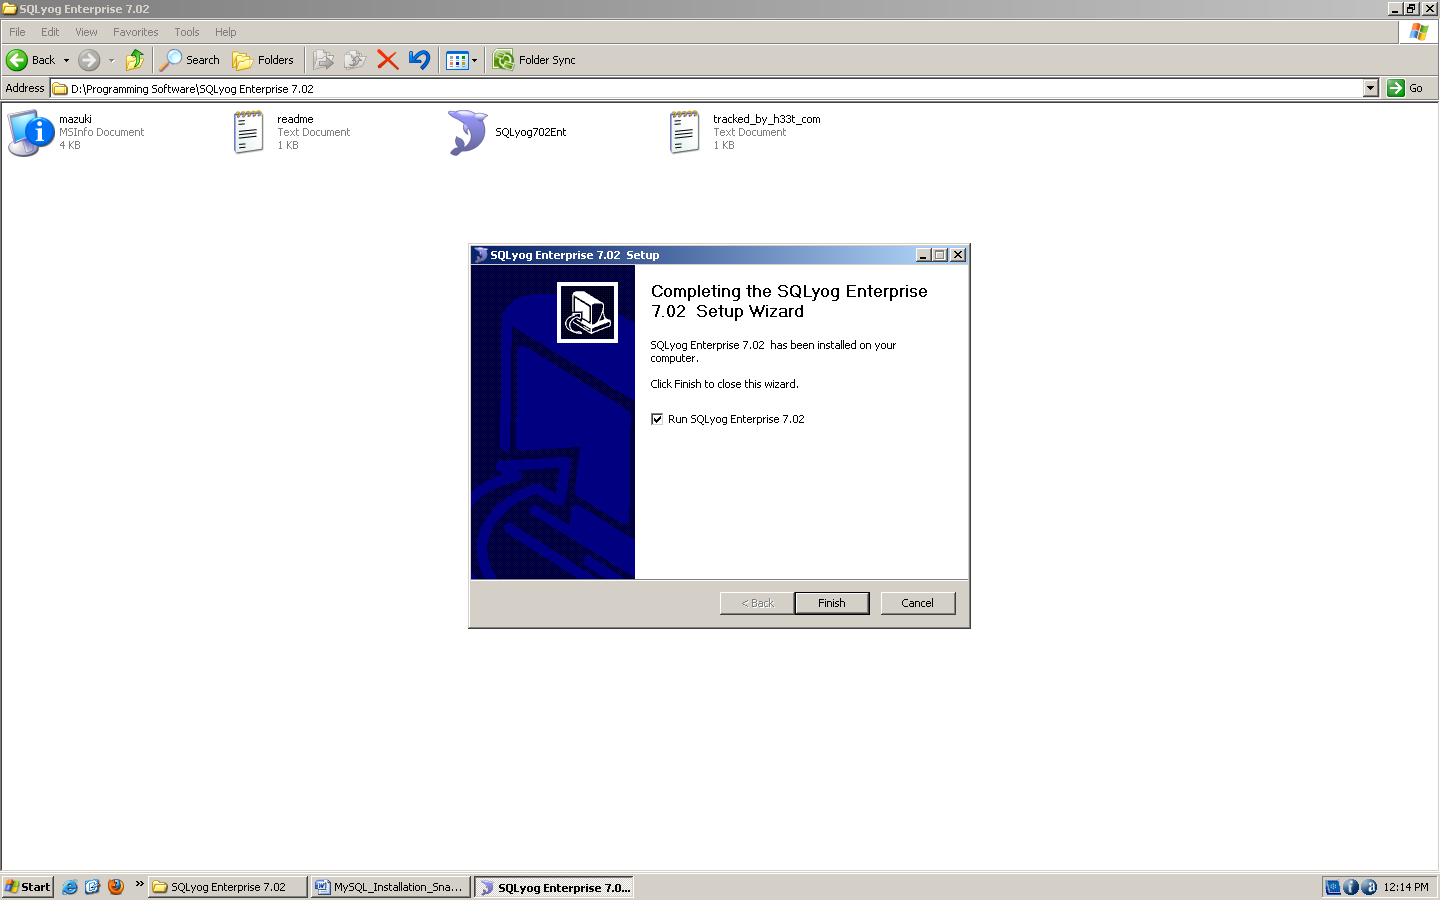 SQLyog Enterprise 7.02
File Edit View Favorites Tools Help
Back Search Folders Folder Sync
Address D:\Programming Software\SQLyog Enterprise 7.02 Go
mazuki
MSInfo Document
4 KB
readme
Text Document
1 KB
SQLyog702Ent
tracked_by_h33t_com
Text Document
1 KB
SQLyog Enterprise 7.02 Setup
Completing the SQLyog Enterprise
7.02 Setup Wizard
SQLyog Enterprise 7.02 has been installed on your
computer.
Click Finish to close this wizard.
Run SQLyog Enterprise 7.02
< Back Finish Cancel
Start » SQLyog Enterprise 7.02 MySQL_Installation_Sna... SQLyog Enterprise 7.0... 12:14 PM